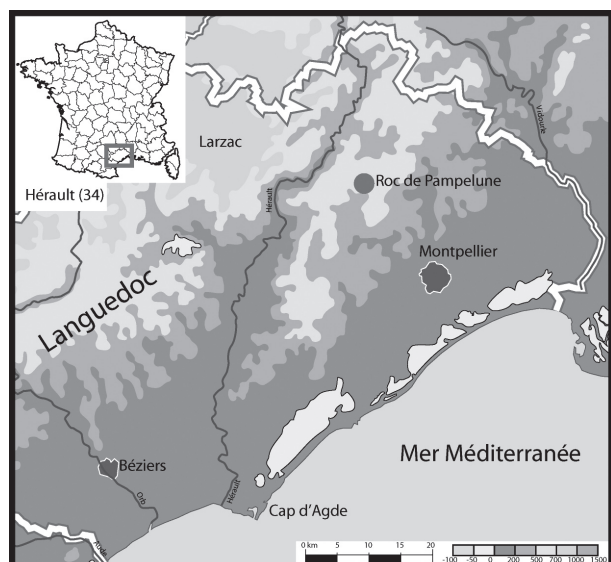 Hérault (34)
Larzac
Vidourle
Hérault
Roc de Pampelune
Montpellier
Languedoc
Mer Méditerranée
Béziers
Orb
Hérault
Cap d'Agde
Aude
0 km 5 10 15 20
-100 -50 0 200 500 1000 1500